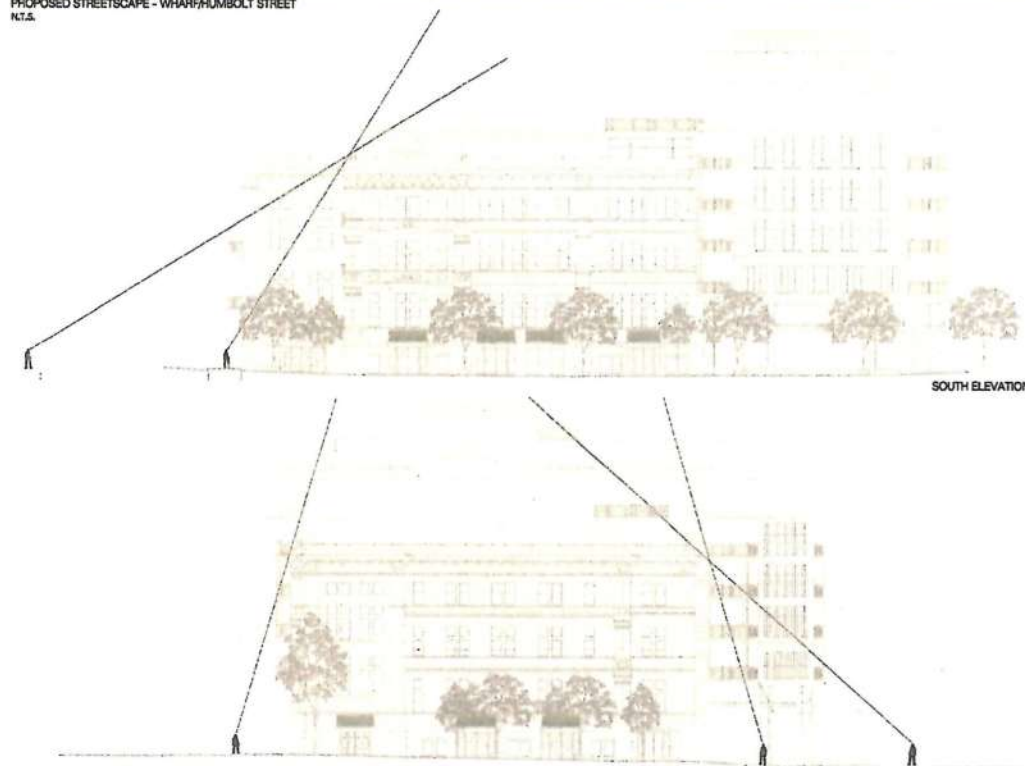 PROPOSED STREETSCAPE - WHARF/HUMBOLT STREET
N.T.S.
SOUTH ELEVATION